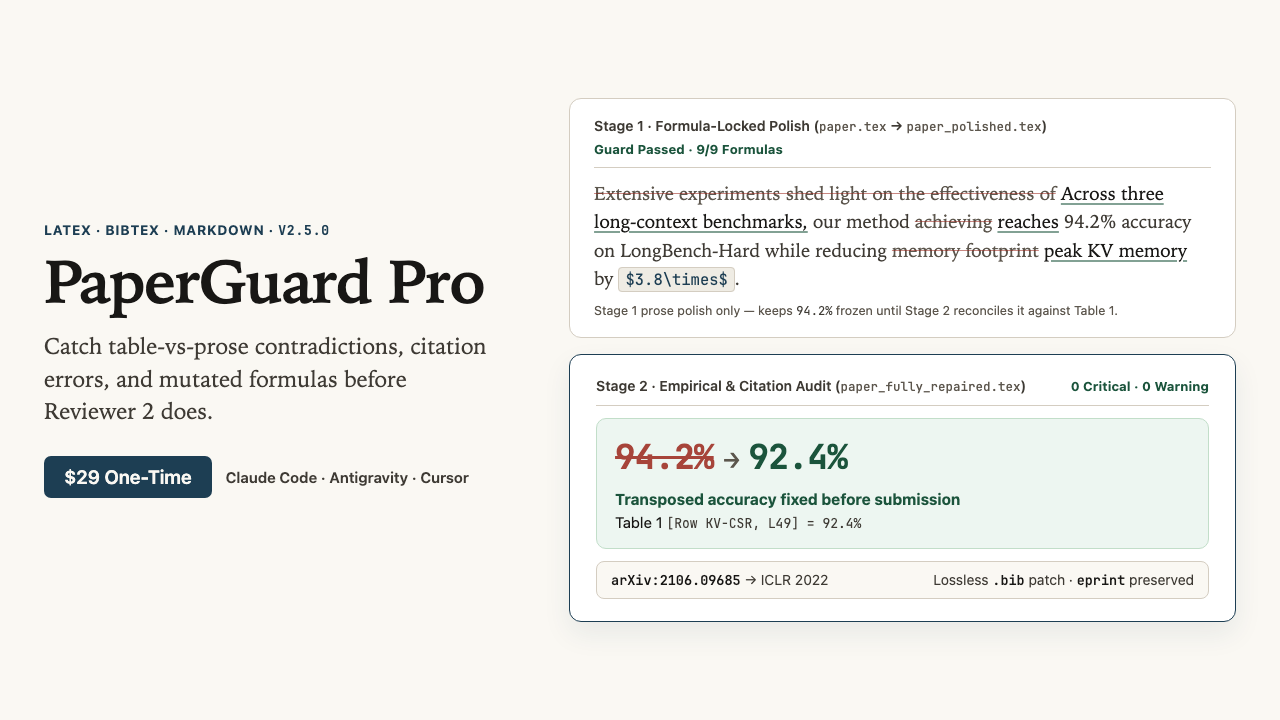 LATEX · BIBTEX · MARKDOWN · V2.5.0
PaperGuard Pro
Catch table-vs-prose contradictions, citation
errors, and mutated formulas before
Reviewer 2 does.
$29 One-Time
Claude Code · Antigravity · Cursor
Stage 1 · Formula-Locked Polish (paper.tex → paper_polished.tex)
Guard Passed · 9/9 Formulas
Extensive experiments shed light on the effectiveness of Across three
long-context benchmarks, our method achieving reaches 94.2% accuracy
on LongBench-Hard while reducing memory footprint peak KV memory
by $3.8\times$.
Stage 1 prose polish only — keeps 94.2% frozen until Stage 2 reconciles it against Table 1.
Stage 2 · Empirical & Citation Audit (paper_fully_repaired.tex)
0 Critical · 0 Warning
94.2% → 92.4%
Transposed accuracy fixed before submission
Table 1 [Row KV-CSR, L49] = 92.4%
arXiv:2106.09685 → ICLR 2022
Lossless .bib patch · eprint preserved